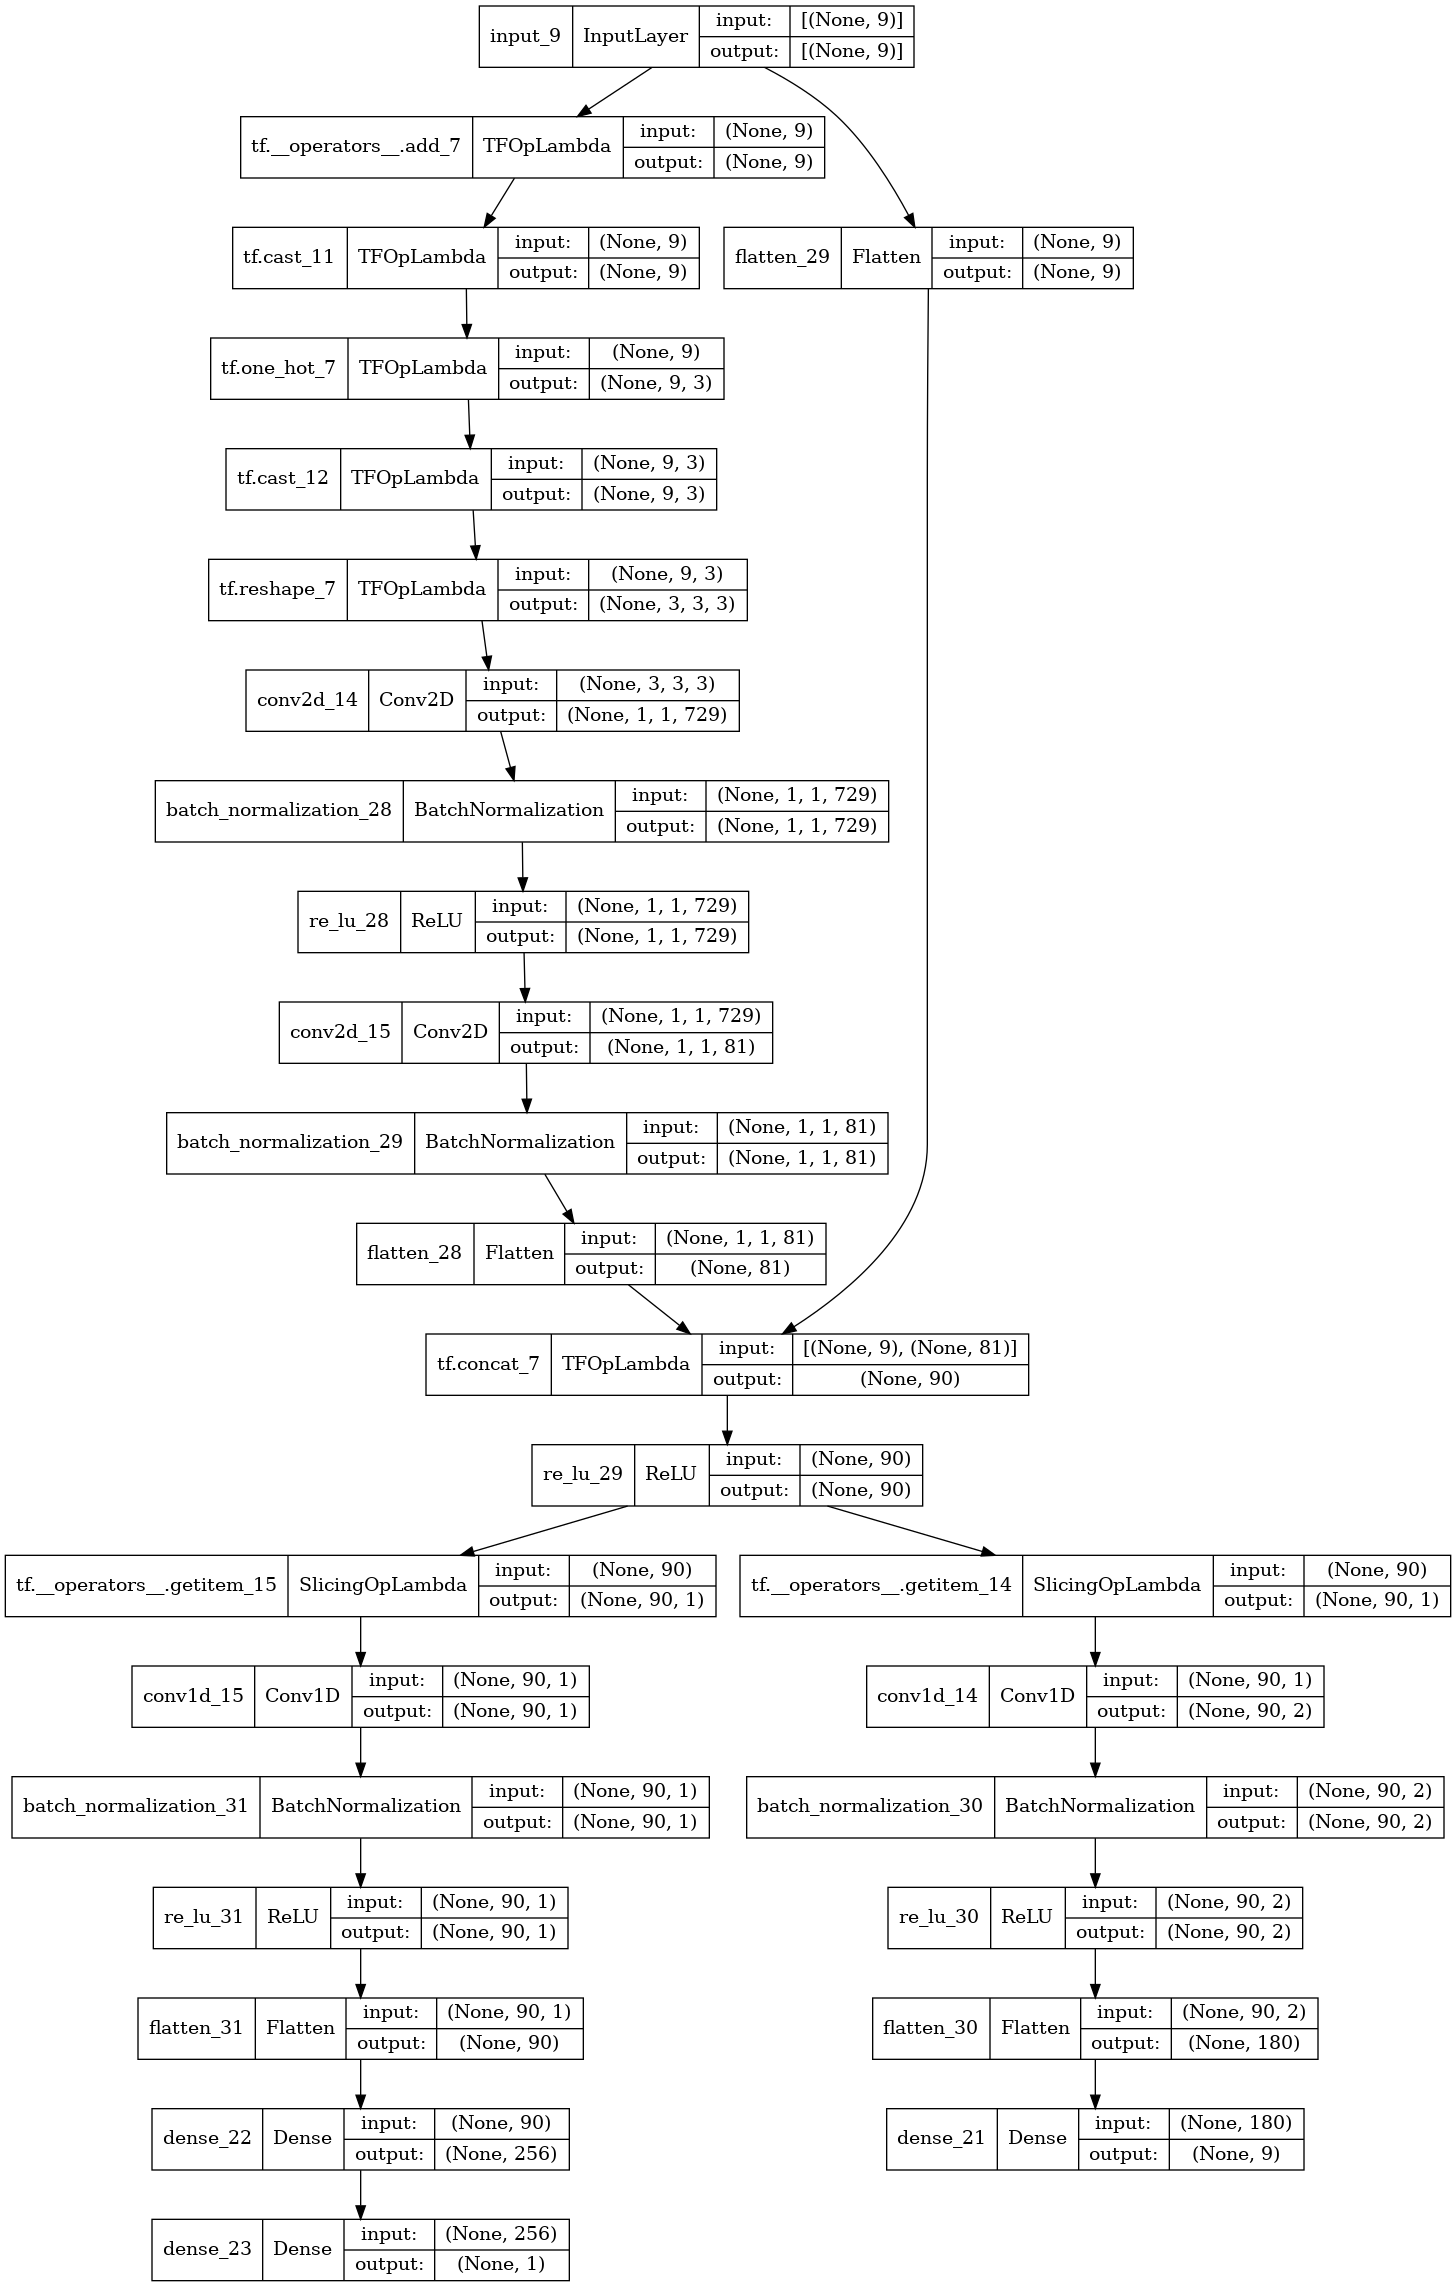 input_9 InputLayer input: [(None, 9)]
output: [(None, 9)]
tf.__operators__.add_7 TFOpLambda input: (None, 9)
output: (None, 9)
tf.cast_11 TFOpLambda input: (None, 9)
output: (None, 9)
flatten_29 Flatten input: (None, 9)
output: (None, 9)
tf.one_hot_7 TFOpLambda input: (None, 9)
output: (None, 9, 3)
tf.cast_12 TFOpLambda input: (None, 9, 3)
output: (None, 9, 3)
tf.reshape_7 TFOpLambda input: (None, 9, 3)
output: (None, 3, 3, 3)
conv2d_14 Conv2D input: (None, 3, 3, 3)
output: (None, 1, 1, 729)
batch_normalization_28 BatchNormalization input: (None, 1, 1, 729)
output: (None, 1, 1, 729)
re_lu_28 ReLU input: (None, 1, 1, 729)
output: (None, 1, 1, 729)
conv2d_15 Conv2D input: (None, 1, 1, 729)
output: (None, 1, 1, 81)
batch_normalization_29 BatchNormalization input: (None, 1, 1, 81)
output: (None, 1, 1, 81)
flatten_28 Flatten input: (None, 1, 1, 81)
output: (None, 81)
tf.concat_7 TFOpLambda input: [(None, 9), (None, 81)]
output: (None, 90)
re_lu_29 ReLU input: (None, 90)
output: (None, 90)
tf.__operators__.getitem_15 SlicingOpLambda input: (None, 90)
output: (None, 90, 1)
tf.__operators__.getitem_14 SlicingOpLambda input: (None, 90)
output: (None, 90, 1)
conv1d_15 Conv1D input: (None, 90, 1)
output: (None, 90, 1)
conv1d_14 Conv1D input: (None, 90, 1)
output: (None, 90, 2)
batch_normalization_31 BatchNormalization input: (None, 90, 1)
output: (None, 90, 1)
batch_normalization_30 BatchNormalization input: (None, 90, 2)
output: (None, 90, 2)
re_lu_31 ReLU input: (None, 90, 1)
output: (None, 90, 1)
re_lu_30 ReLU input: (None, 90, 2)
output: (None, 90, 2)
flatten_31 Flatten input: (None, 90, 1)
output: (None, 90)
flatten_30 Flatten input: (None, 90, 2)
output: (None, 180)
dense_22 Dense input: (None, 90)
output: (None, 256)
dense_21 Dense input: (None, 180)
output: (None, 9)
dense_23 Dense input: (None, 256)
output: (None, 1)